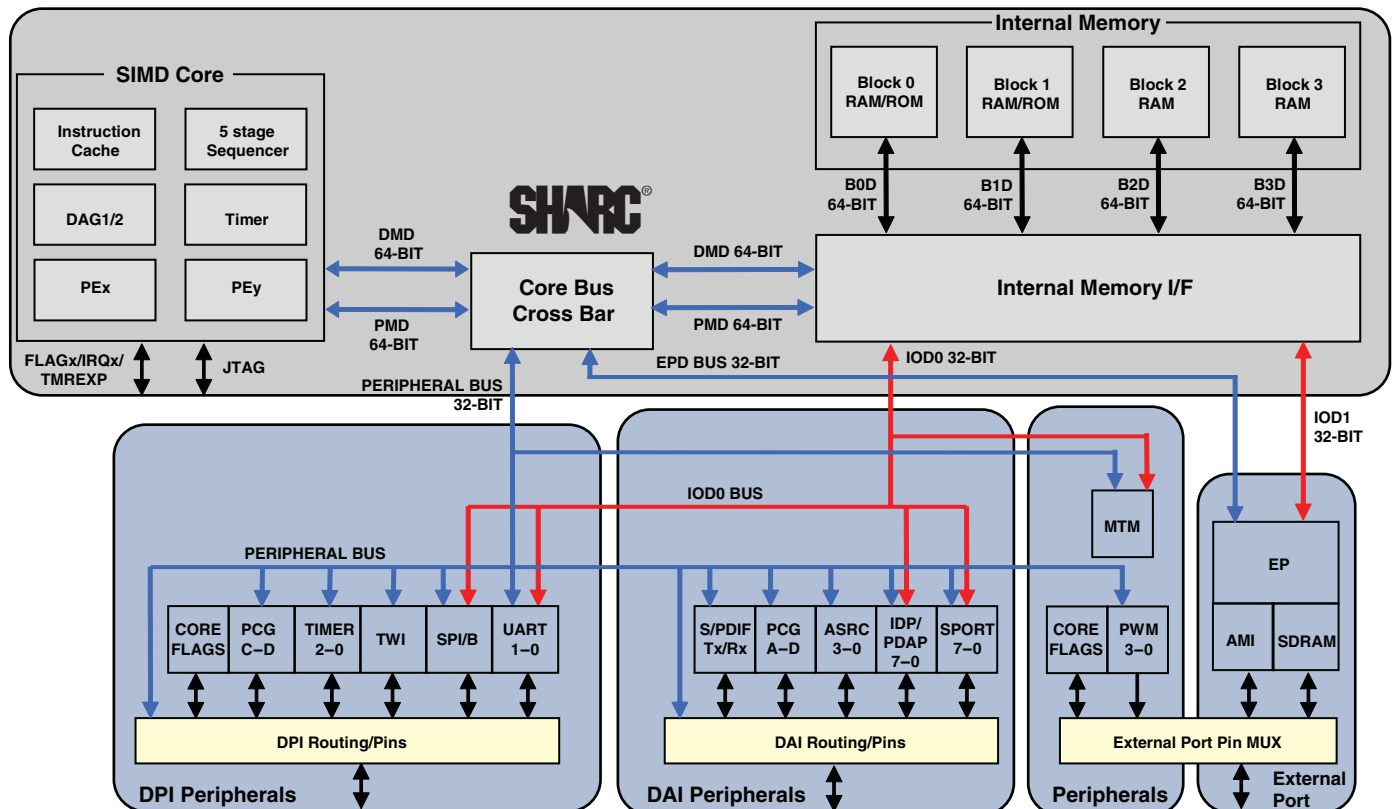 Internal Memory
SIMD Core
Block 0
RAM/ROM
Block 1
RAM/ROM
Block 2
RAM
Block 3
RAM
Instruction
Cache
5 stage
Sequencer
DAG1/2
Timer
PEx
PEy
B0D
64-BIT
B1D
64-BIT
B2D
64-BIT
B3D
64-BIT
SHARC®
DMD
64-BIT
DMD 64-BIT
Core Bus
Cross Bar
Internal Memory I/F
PMD
64-BIT
PMD 64-BIT
FLAGx/IRQx/
TMREXP
JTAG
EPD BUS 32-BIT
IOD0 32-BIT
PERIPHERAL BUS
32-BIT
IOD1
32-BIT
IOD0 BUS
MTM
PERIPHERAL BUS
EP
CORE
FLAGS
PCG
C–D
TIMER
2–0
TWI
SPI/B
UART
1–0
S/PDIF
Tx/Rx
PCG
A–D
ASRC
3–0
IDP/
PDAP
7–0
SPORT
7–0
CORE
FLAGS
PWM
3–0
AMI
SDRAM
DPI Routing/Pins
DAI Routing/Pins
External Port Pin MUX
DPI Peripherals
DAI Peripherals
Peripherals
External
Port